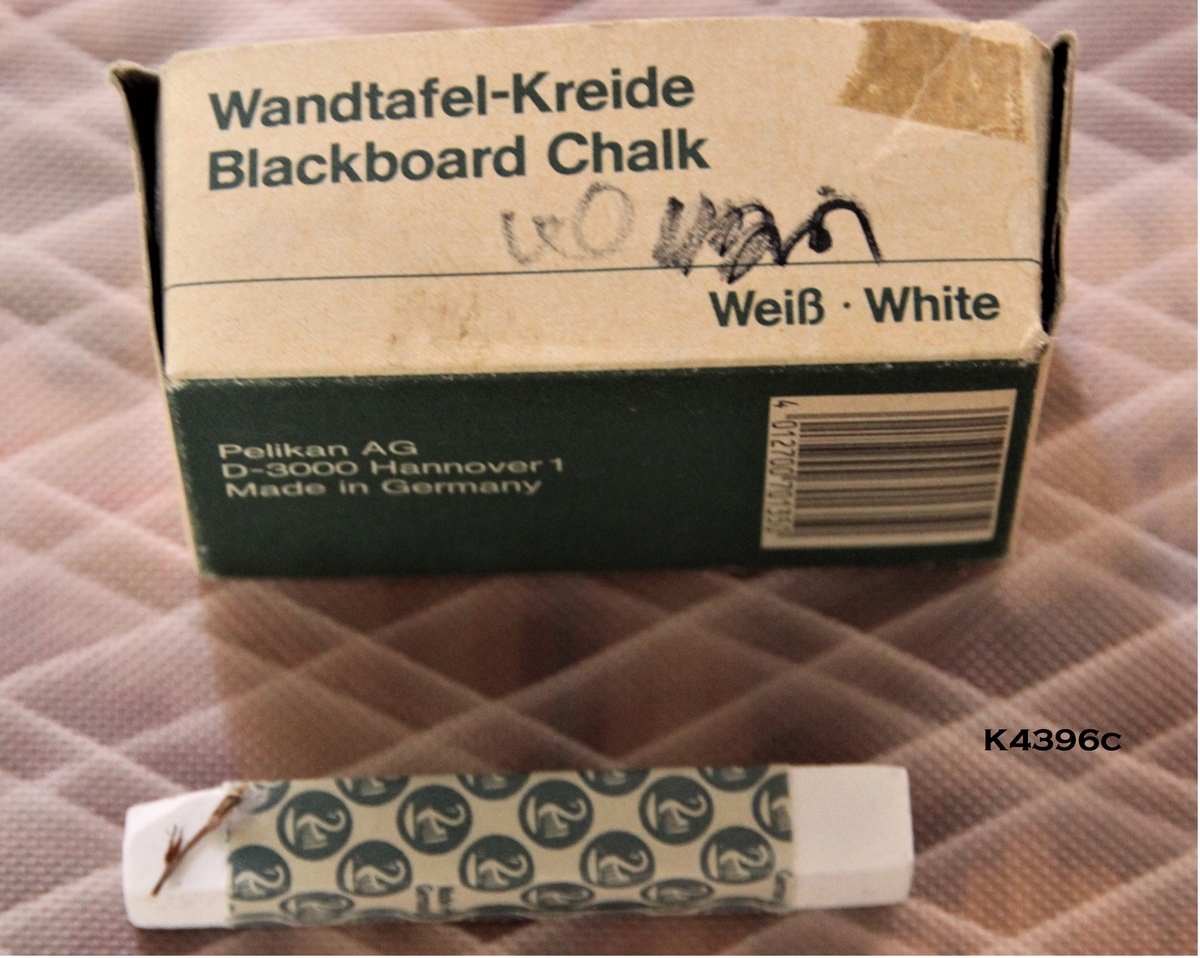 Wandtafel-Kreide
Blackboard Chalk
Weiß · White
Pelikan AG
D-3000 Hannover 1
Made in Germany
K4396c